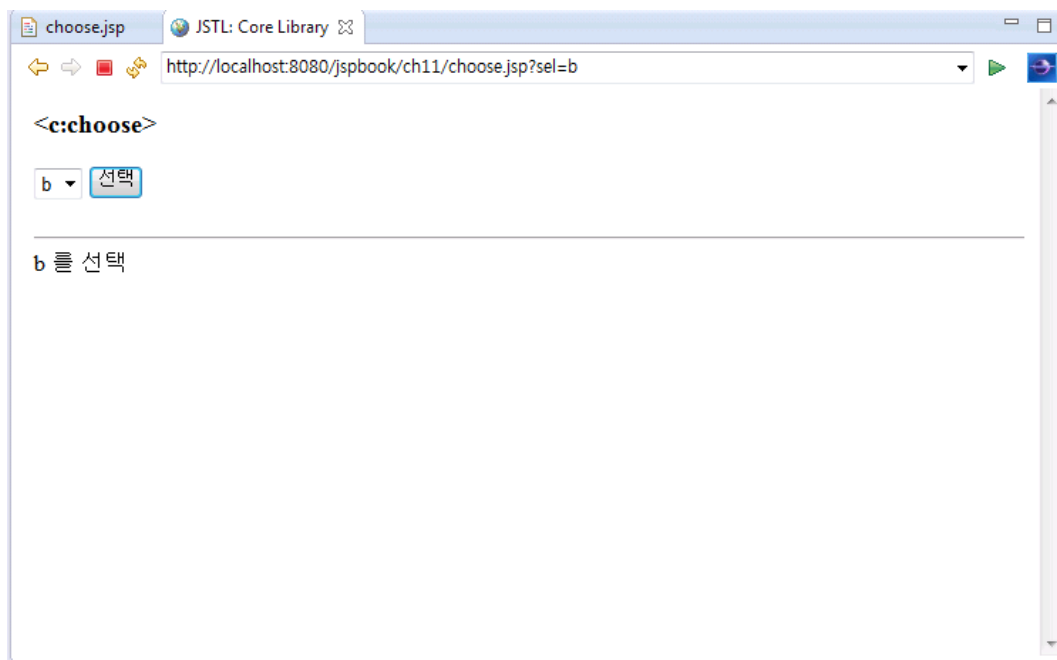 choose.jsp
JSTL: Core Library
http://localhost:8080/jspbook/ch11/choose.jsp?sel=b
<c:choose>
b 선택
b 를 선택